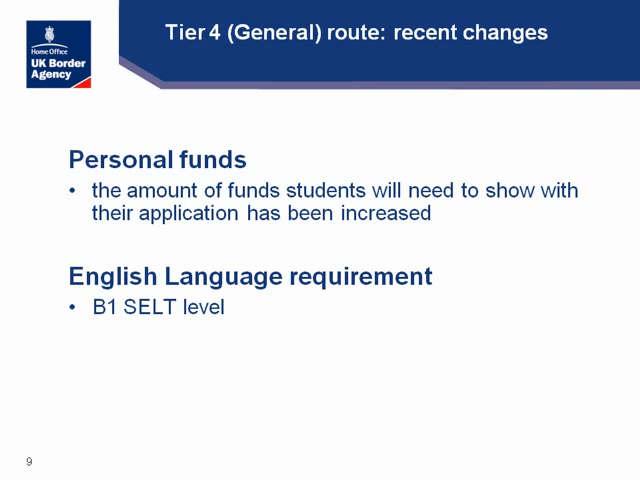 Tier 4 (General) route: recent changes
Home Office
UK Border
Agency
Personal funds
• the amount of funds students will need to show with
their application has been increased
English Language requirement
• B1 SELT level
9